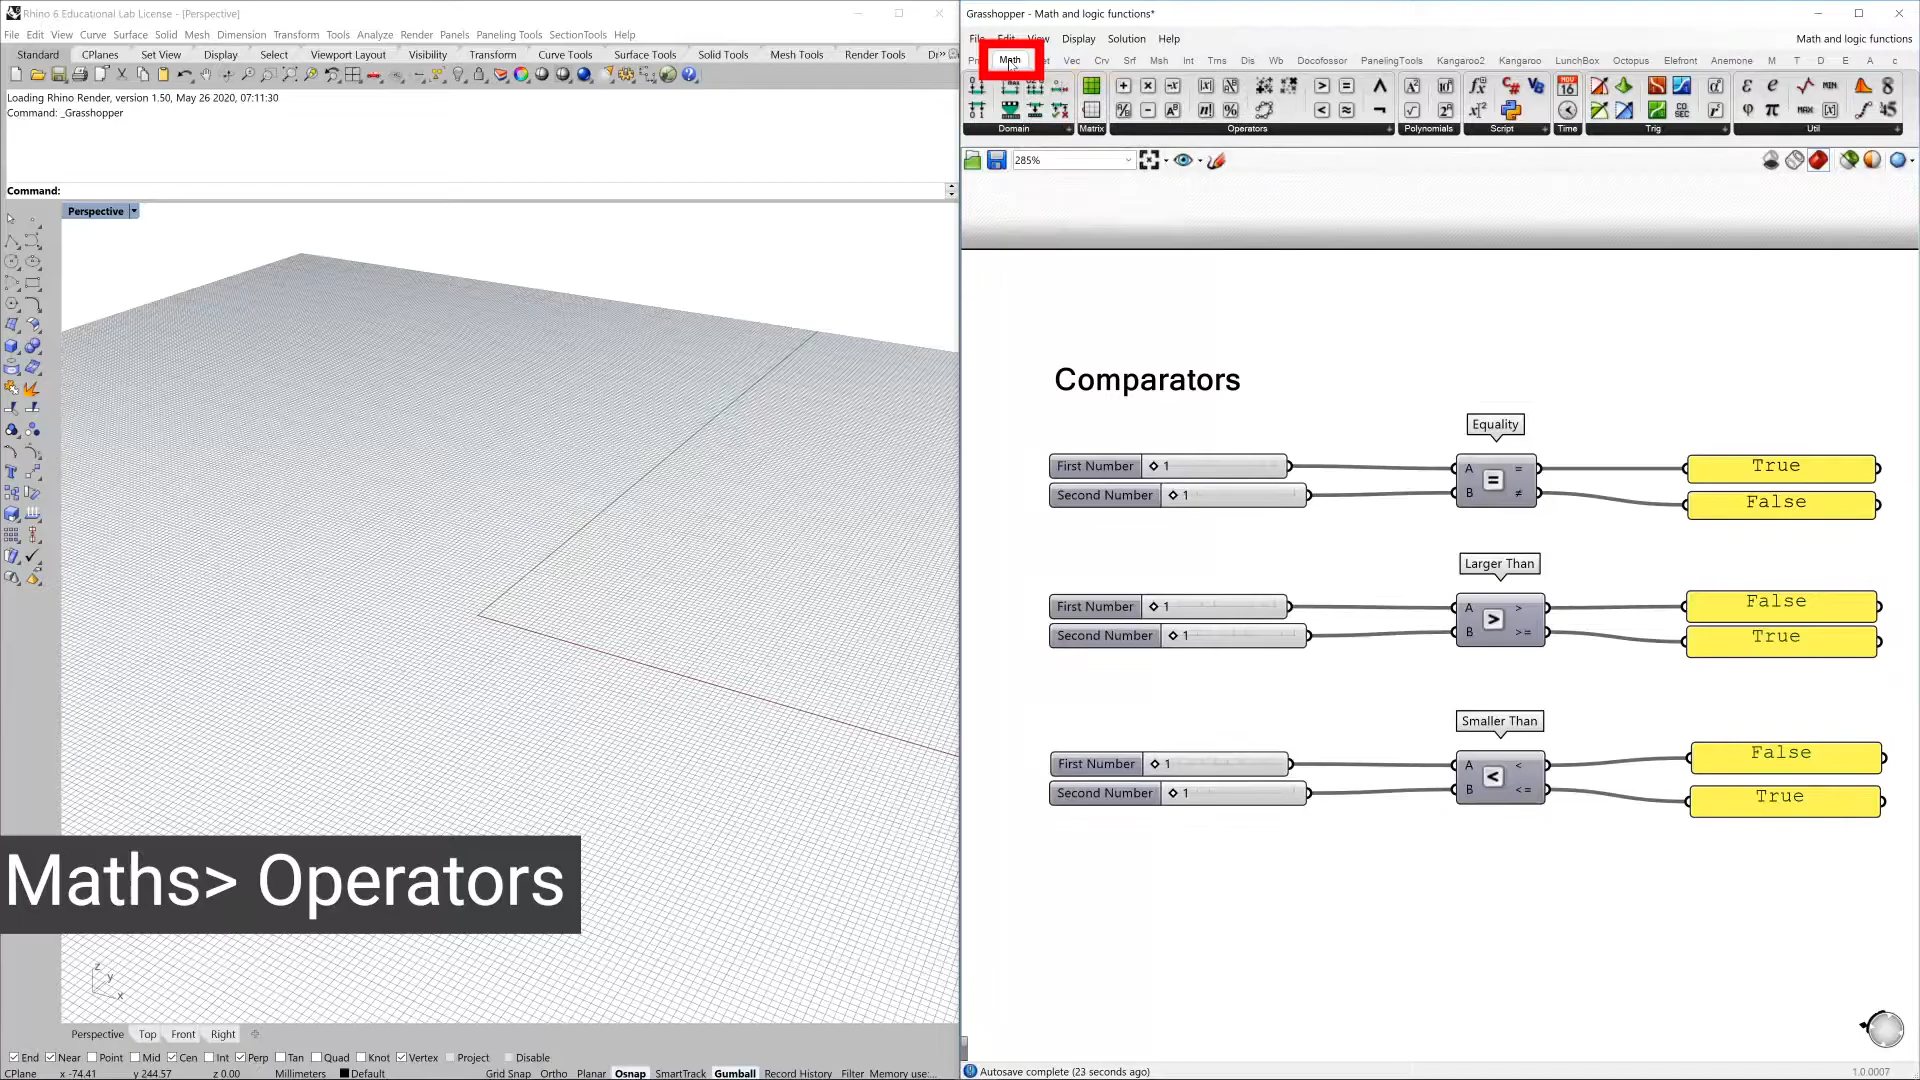 Rhino 6 Educational Lab License - [Perspective]
File Edit View Curve Surface Solid Mesh Dimension Transform Tools Analyze Render Panels Paneling Tools SectionTools Help
Standard CPlanes Set View Display Select Viewport Layout Visibility Transform Curve Tools Surface Tools Solid Tools Mesh Tools Render Tools
Loading Rhino Render, version 1.50, May 26 2020, 07:11:30
Command: _Grasshopper
Command:
Perspective
Maths> Operators
z
y
x
Perspective Top Front Right
End Near Point Mid Cen Int Perp Tan Quad Knot Vertex Project Disable
CPlane x -74.41 y 244.57 z 0.00 Millimeters Default Grid Snap Ortho Planar Osnap SmartTrack Gumball Record History Filter Memory use:...
Grasshopper - Math and logic functions*
File Edit View Display Solution Help Math and logic functions
Math Vec Crv Srf Msh Int Trns Dis Wb Docofossor PanelingTools Kangaroo2 Kangaroo LunchBox Octopus Elefront Anemone M T D E A c
Domain Matrix Operators Polynomials Script Time Trig Util
285%
Comparators
Equality
First Number 1
Second Number 1
A =
B ≠
=
True
False
Larger Than
First Number 1
Second Number 1
A >
B >=
>
False
True
Smaller Than
First Number 1
Second Number 1
A <
B <=
<
False
True
Autosave complete (23 seconds ago)
1.0.0007